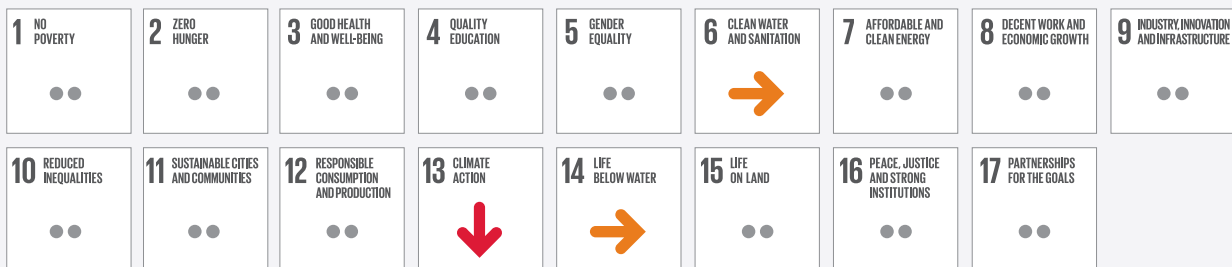 1 NO
POVERTY
2 ZERO
HUNGER
3 GOOD HEALTH
AND WELL-BEING
4 QUALITY
EDUCATION
5 GENDER
EQUALITY
6 CLEAN WATER
AND SANITATION
7 AFFORDABLE AND
CLEAN ENERGY
8 DECENT WORK AND
ECONOMIC GROWTH
9 INDUSTRY, INNOVATION
AND INFRASTRUCTURE
10 REDUCED
INEQUALITIES
11 SUSTAINABLE CITIES
AND COMMUNITIES
12 RESPONSIBLE
CONSUMPTION
AND PRODUCTION
13 CLIMATE
ACTION
14 LIFE
BELOW WATER
15 LIFE
ON LAND
16 PEACE, JUSTICE
AND STRONG
INSTITUTIONS
17 PARTNERSHIPS
FOR THE GOALS